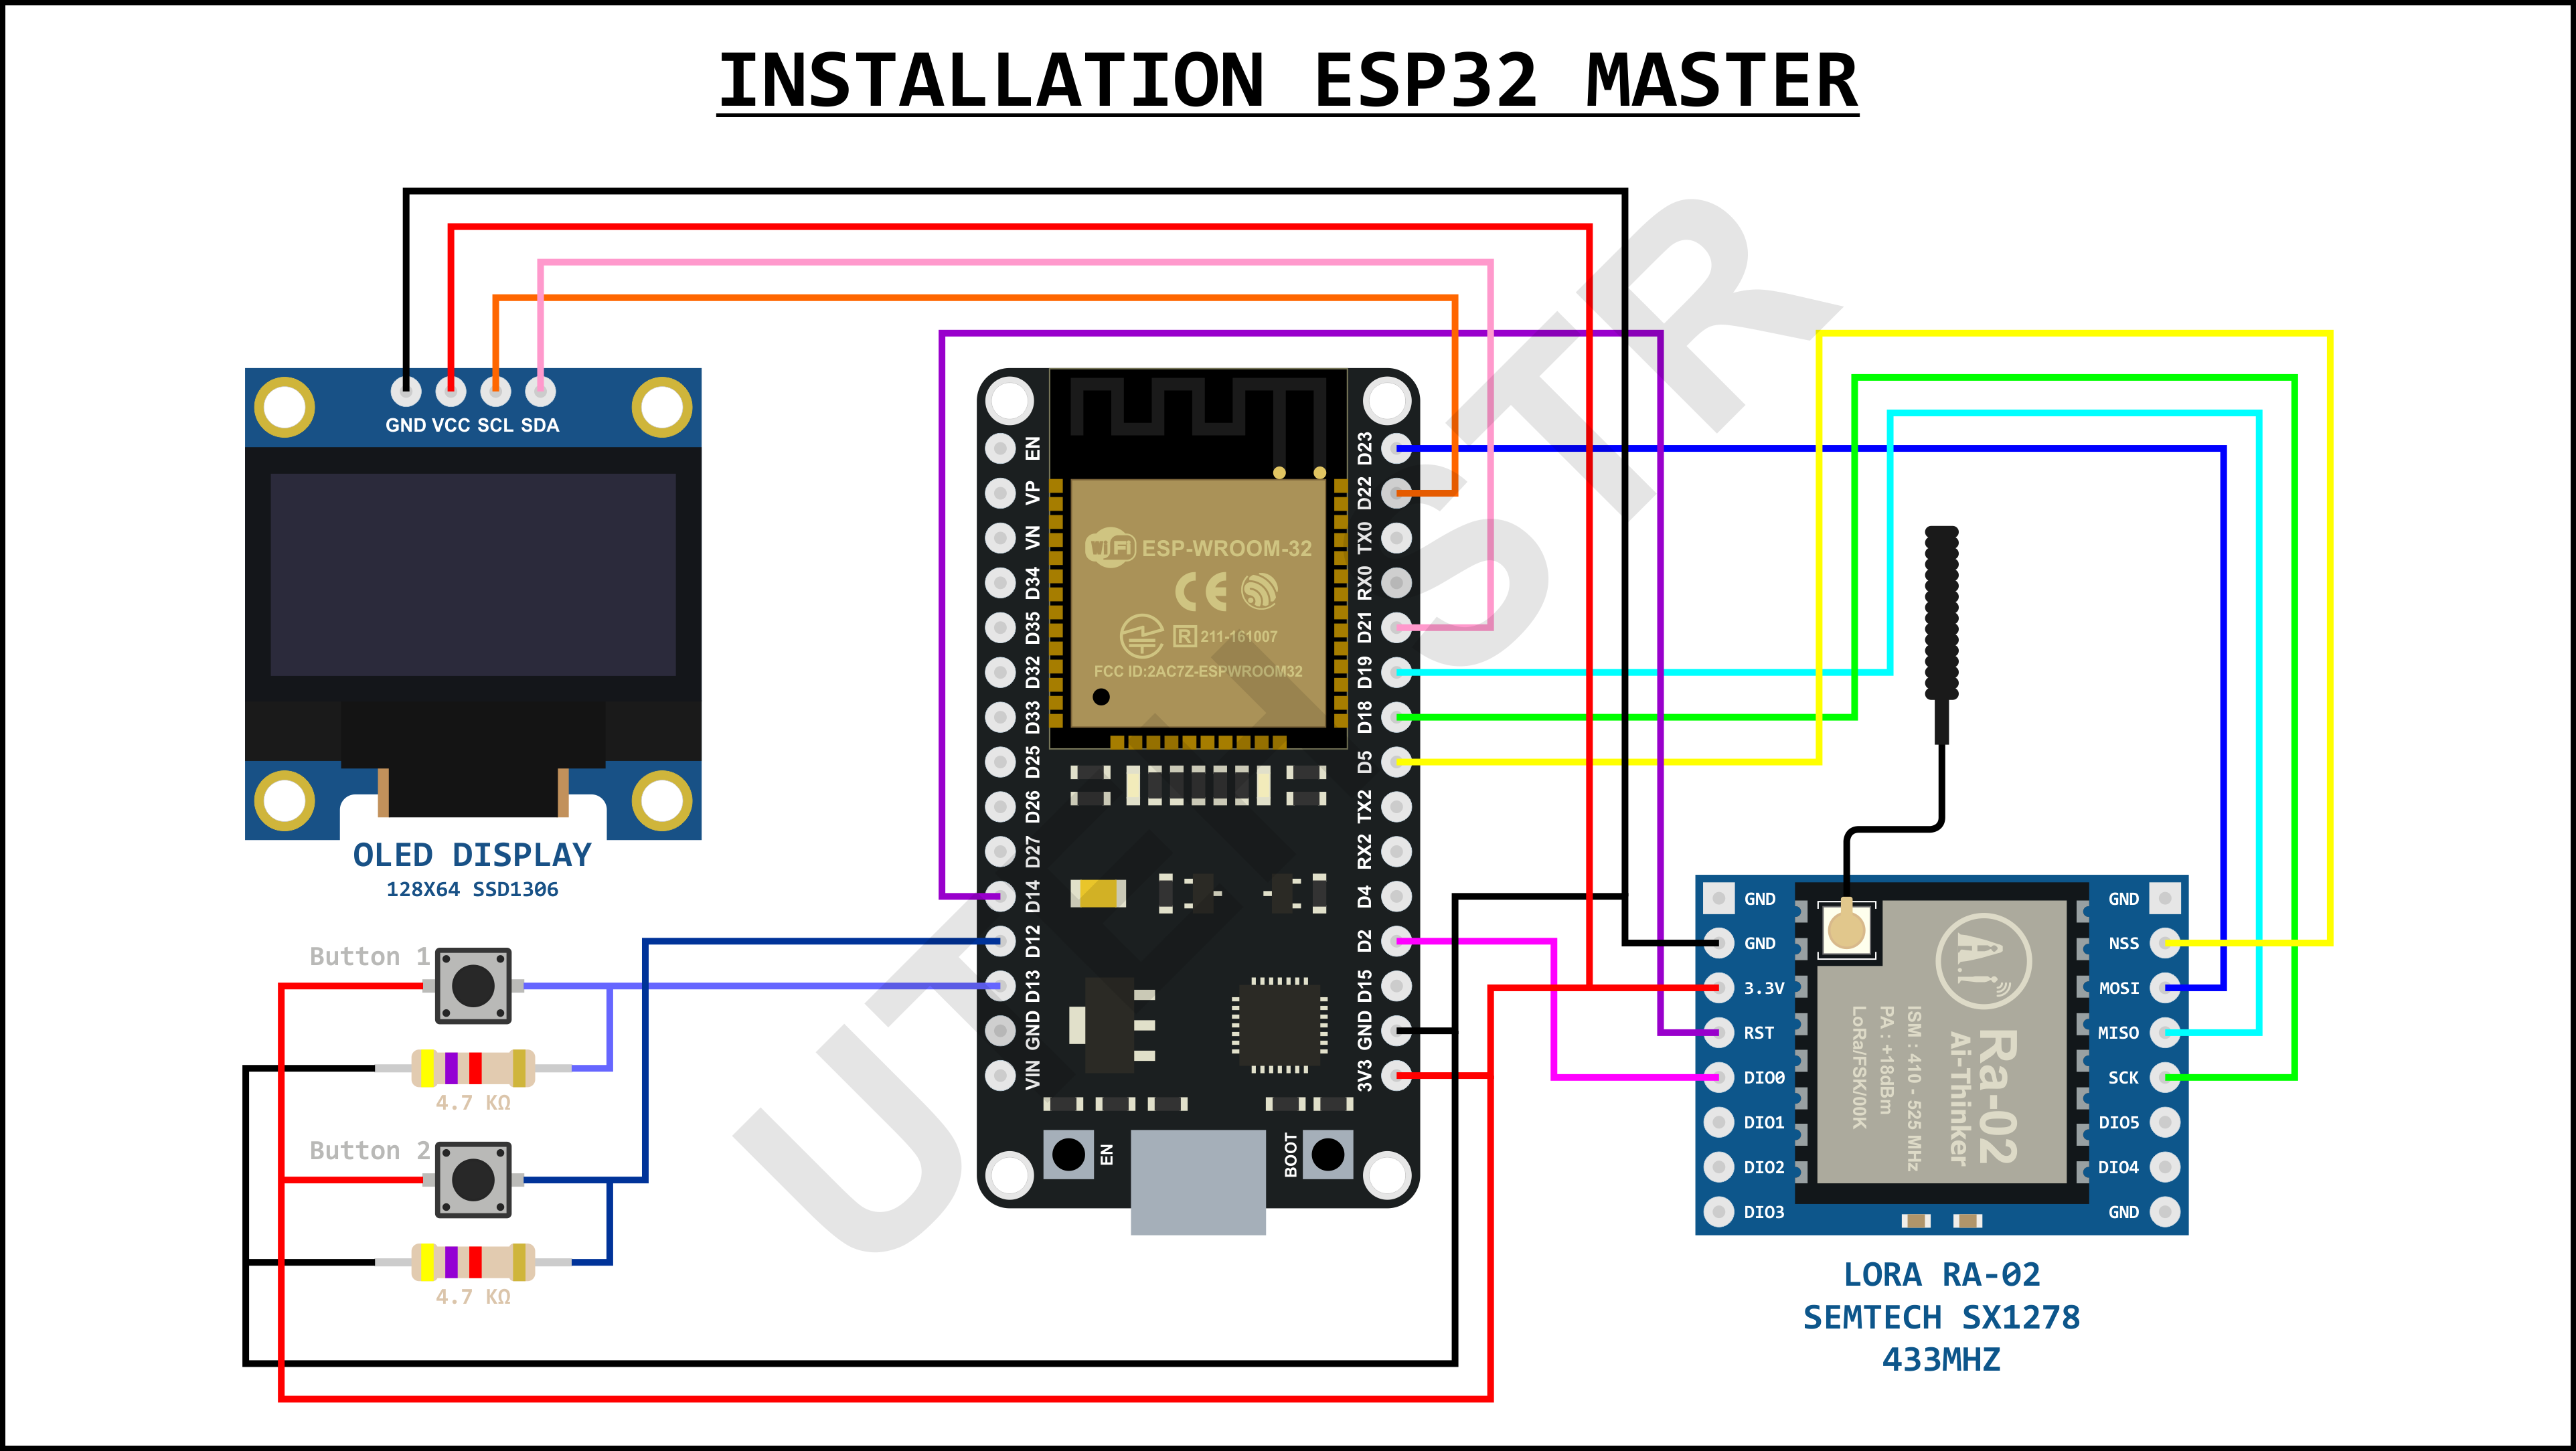 INSTALLATION ESP32 MASTER
GND VCC SCL SDA
OLED DISPLAY
128X64 SSD1306
Button 1
4.7 KΩ
Button 2
4.7 KΩ
EN
VP
VN
D34
D35
D32
D33
D25
D26
D27
D14
D12
D13
GND
VIN
WiFi ESP-WROOM-32
CE
R 211-161007
FCC ID:2AC7Z-ESPWROOM32
D23
D22
TX0
RX0
D21
D19
D18
D5
TX2
RX2
D4
D2
D15
GND
3V3
EN
BOOT
GND
GND
3.3V
RST
DIO0
DIO1
DIO2
DIO3
Ai
Ra-02
Ai-Thinker
ISM : 410 - 525 MHz
PA : +18dBm
LoRa/FSK/00K
GND
NSS
MOSI
MISO
SCK
DIO5
DIO4
GND
LORA RA-02
SEMTECH SX1278
433MHZ